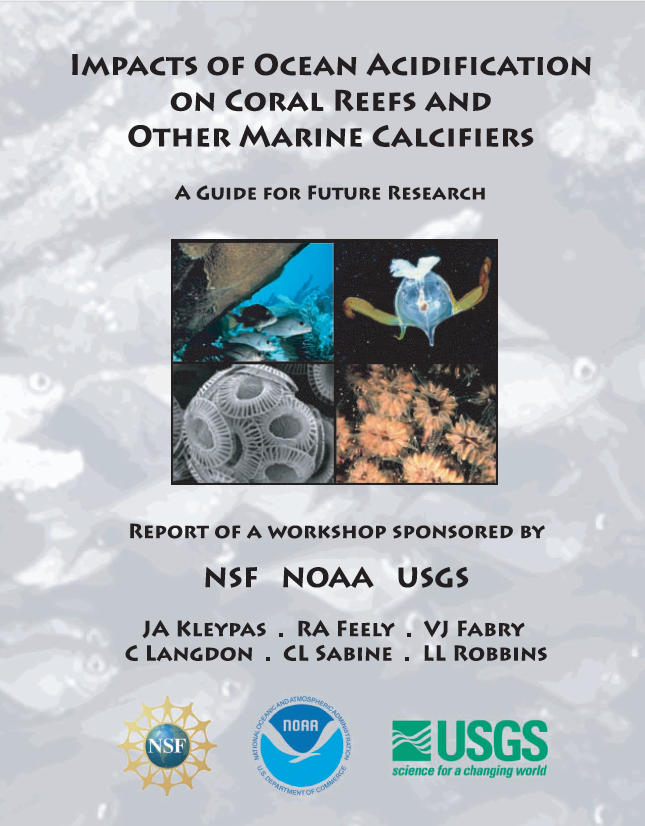 IMPACTS OF OCEAN ACIDIFICATION
ON CORAL REEFS AND
OTHER MARINE CALCIFIERS
A GUIDE FOR FUTURE RESEARCH
REPORT OF A WORKSHOP SPONSORED BY
NSF NOAA USGS
JA KLEYPAS . RA FEELY . VJ FABRY
C LANGDON . CL SABINE . LL ROBBINS
NSF
NATIONAL OCEANIC AND ATMOSPHERIC ADMINISTRATION
NOAA
U.S. DEPARTMENT OF COMMERCE
USGS
science for a changing world